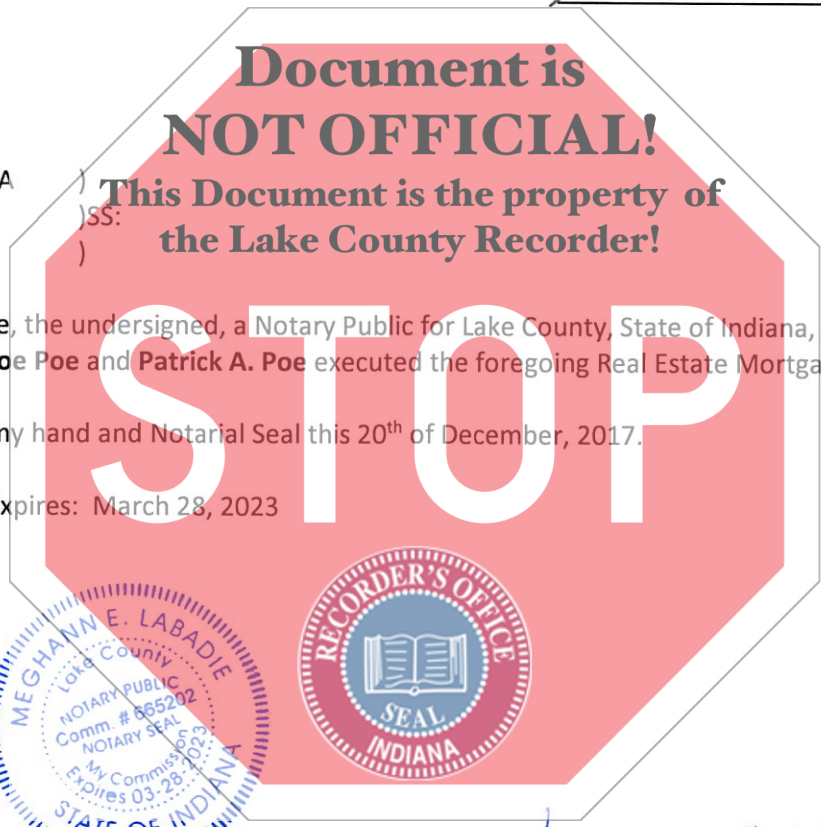 Document is
NOT OFFICIAL!
A )
This Document is the property of
)SS:
the Lake County Recorder!
)
e, the undersigned, a Notary Public for Lake County, State of Indiana,
oe Poe and Patrick A. Poe executed the foregoing Real Estate Mortga
STOP
ny hand and Notarial Seal this 20th of December, 2017.
xpires: March 28, 2023
MEGHANN E. LABADIE
Lake County
NOTARY PUBLIC
Comm. # 665202
NOTARY SEAL
My Commission
Expires 03-28-2023
STATE OF INDIANA
RECORDER'S OFFICE
SEAL
INDIANA